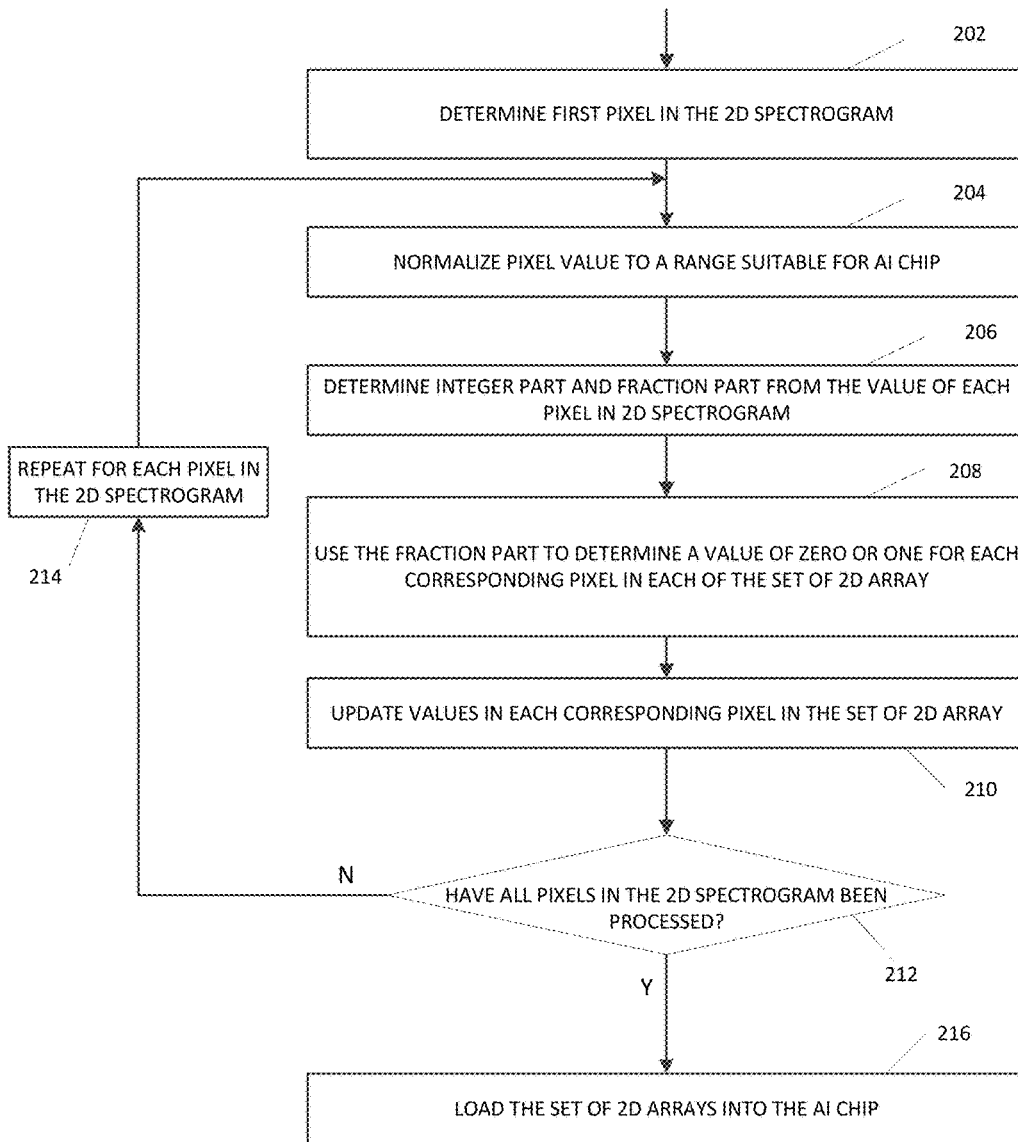 202
DETERMINE FIRST PIXEL IN THE 2D SPECTROGRAM
204
NORMALIZE PIXEL VALUE TO A RANGE SUITABLE FOR AI CHIP
206
DETERMINE INTEGER PART AND FRACTION PART FROM THE VALUE OF EACH
PIXEL IN 2D SPECTROGRAM
REPEAT FOR EACH PIXEL IN
THE 2D SPECTROGRAM
214
208
USE THE FRACTION PART TO DETERMINE A VALUE OF ZERO OR ONE FOR EACH
CORRESPONDING PIXEL IN EACH OF THE SET OF 2D ARRAY
UPDATE VALUES IN EACH CORRESPONDING PIXEL IN THE SET OF 2D ARRAY
210
N
HAVE ALL PIXELS IN THE 2D SPECTROGRAM BEEN
PROCESSED?
212
Y
216
LOAD THE SET OF 2D ARRAYS INTO THE AI CHIP